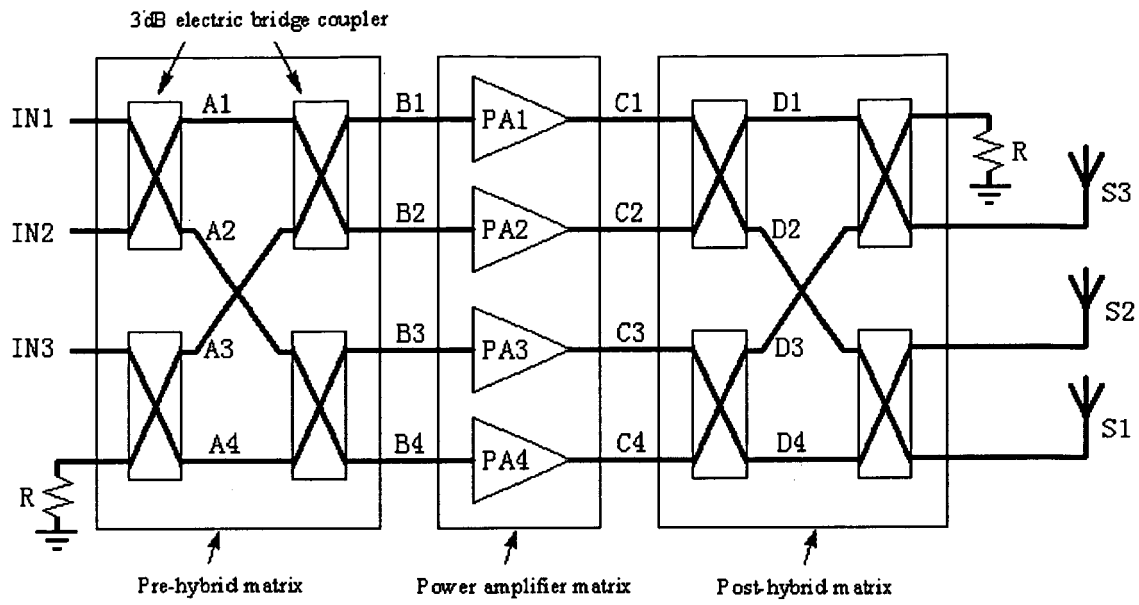 3dB electric bridge coupler
IN1 A1 B1 PA1 C1 D1 R
S3
IN2 A2 B2 PA2 C2 D2
S2
IN3 A3 B3 PA3 C3 D3
S1
R A4 B4 PA4 C4 D4
Pre-hybrid matrix Power amplifier matrix Post-hybrid matrix